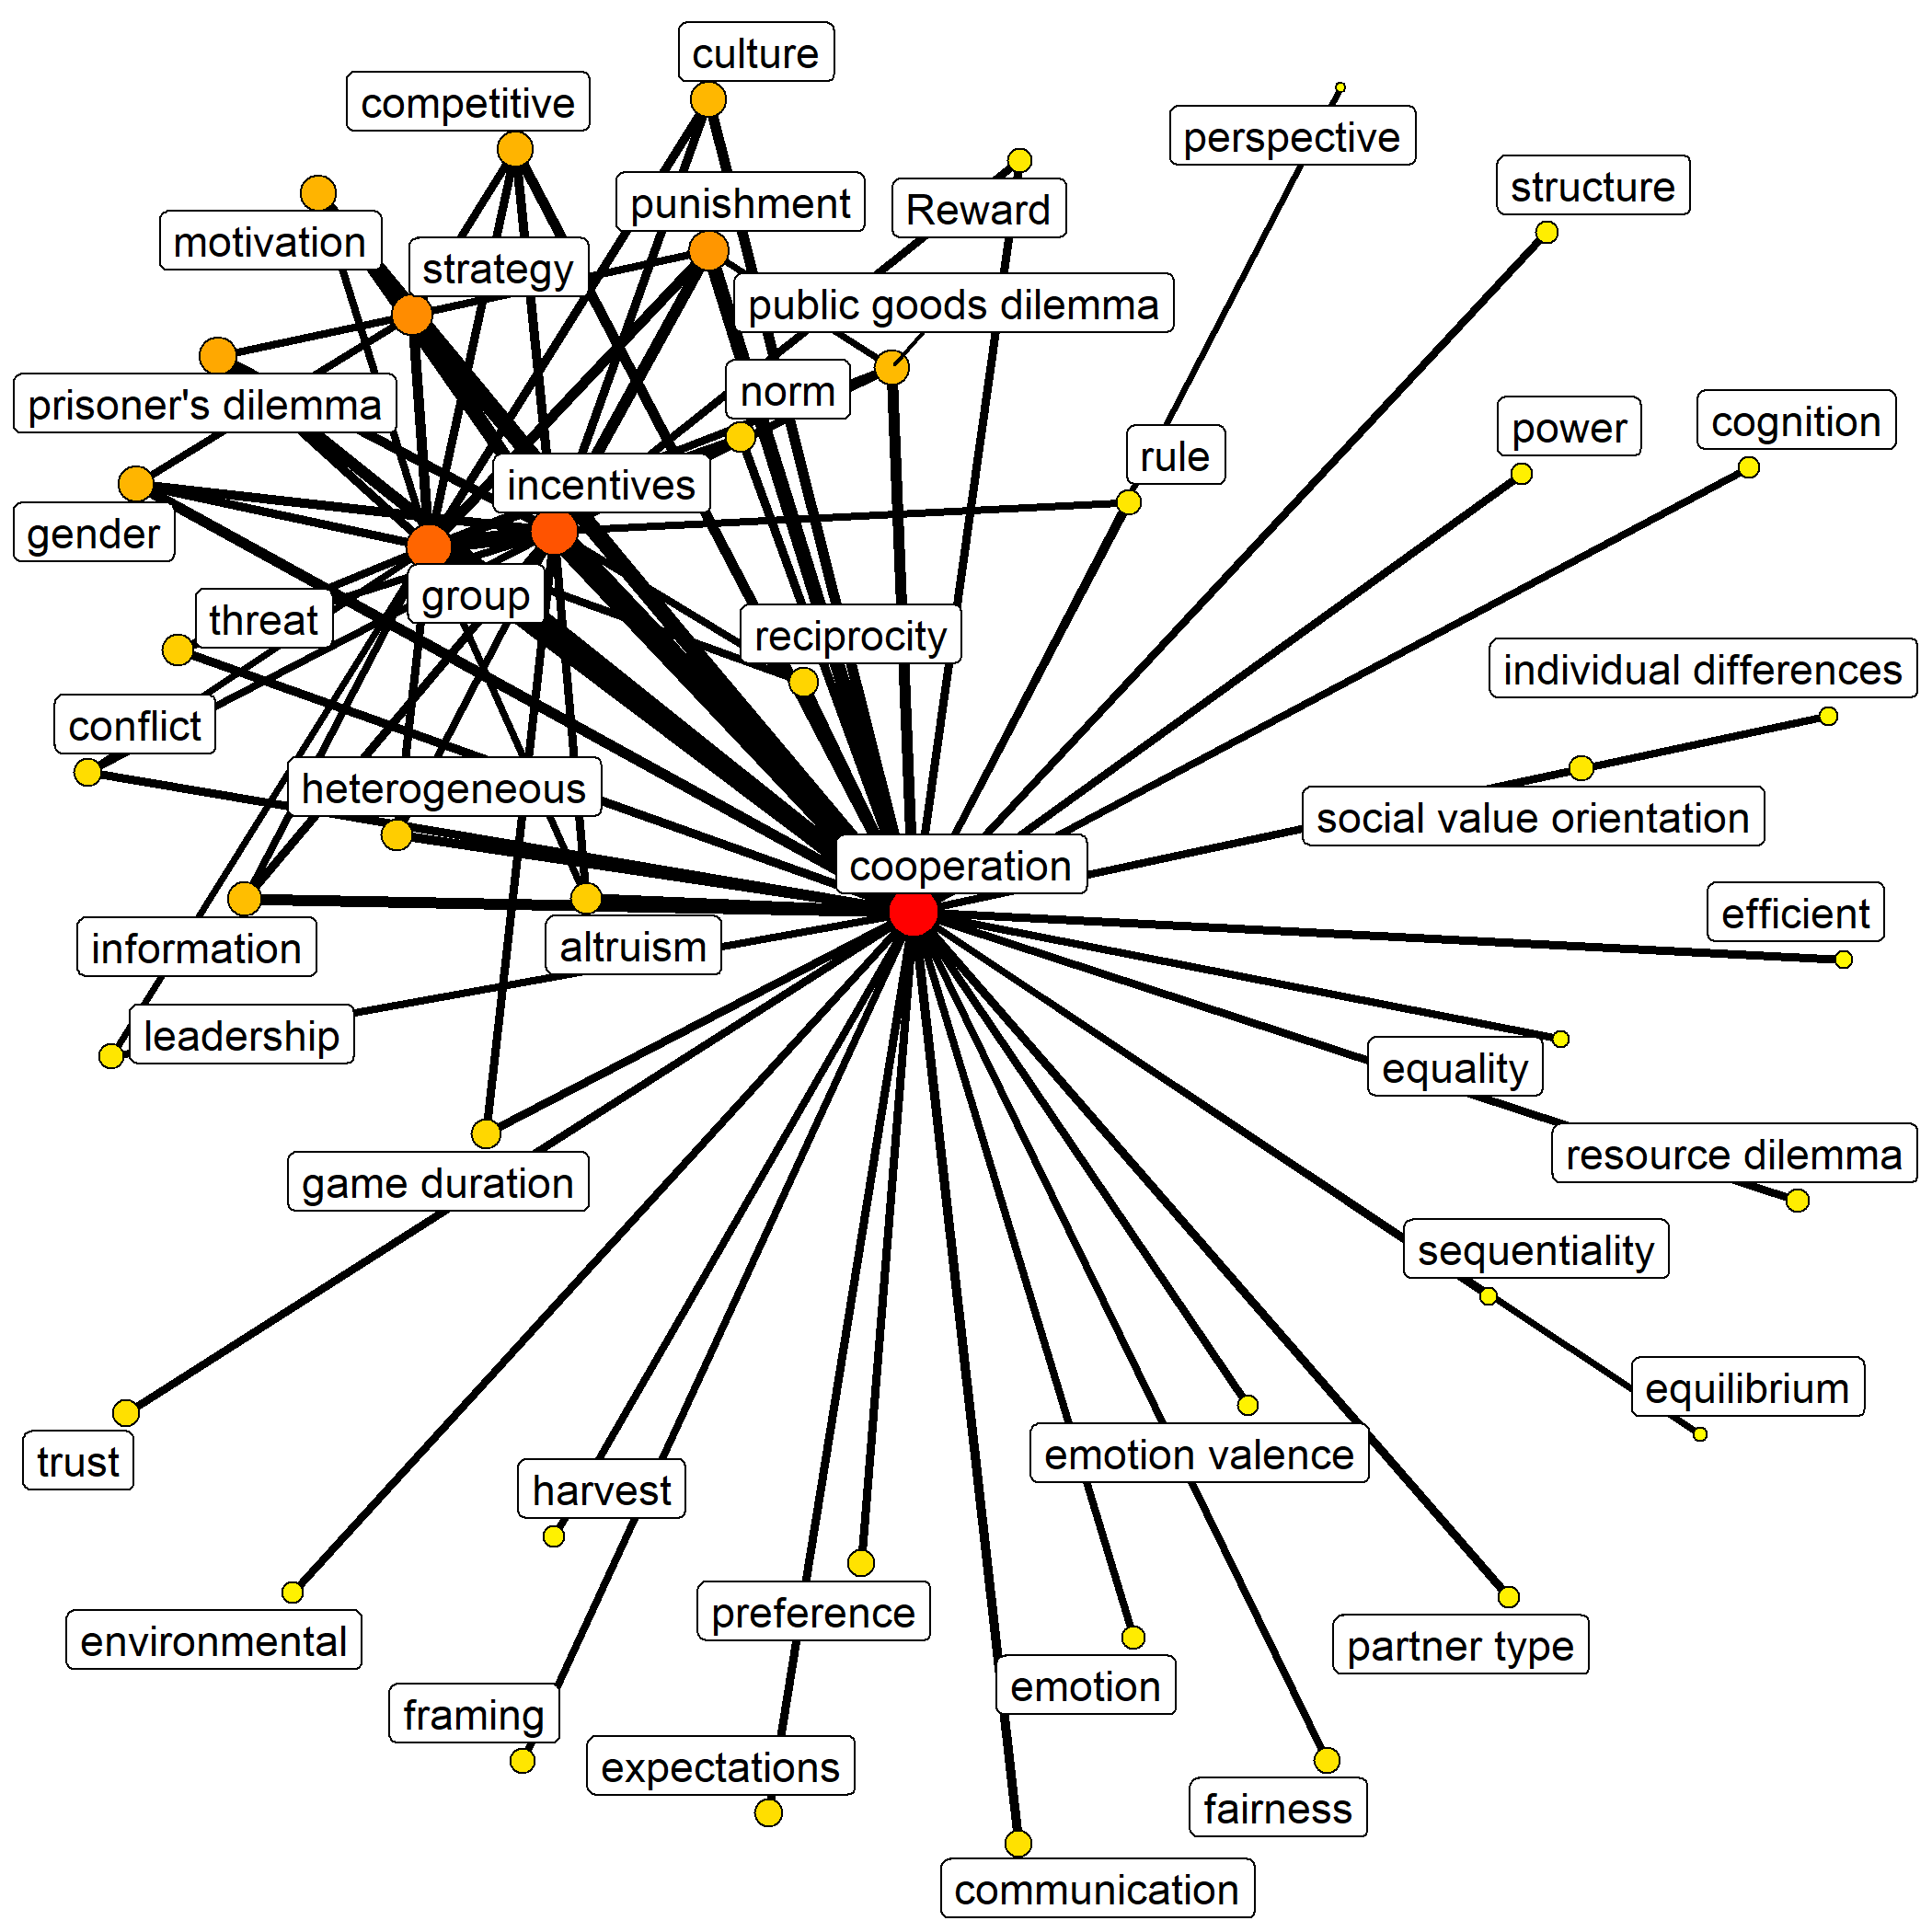 culture
competitive
perspective
structure
punishment
Reward
motivation
strategy
public goods dilemma
norm
prisoner's dilemma
power
cognition
rule
incentives
gender
group
threat
reciprocity
individual differences
conflict
heterogeneous
social value orientation
cooperation
efficient
information
altruism
leadership
equality
resource dilemma
game duration
sequentiality
equilibrium
trust
emotion valence
harvest
preference
environmental
partner type
emotion
framing
expectations
fairness
communication